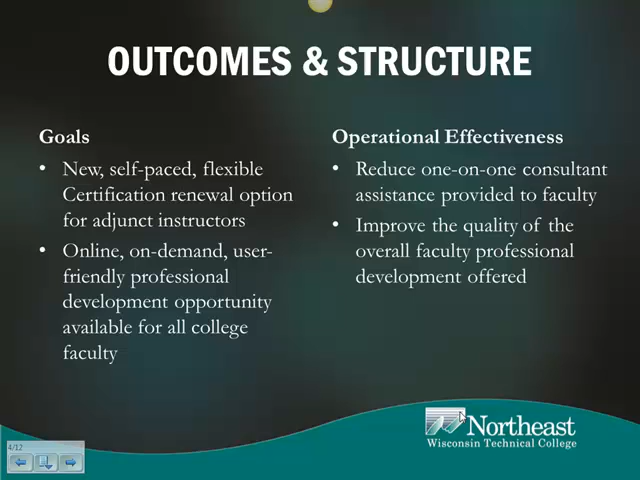 OUTCOMES & STRUCTURE
Goals
• New, self-paced, flexible
Certification renewal option
for adjunct instructors
• Online, on-demand, user-
friendly professional
development opportunity
available for all college
faculty
Operational Effectiveness
• Reduce one-on-one consultant
assistance provided to faculty
• Improve the quality of the
overall faculty professional
development offered
Northeast
Wisconsin Technical College
4/12